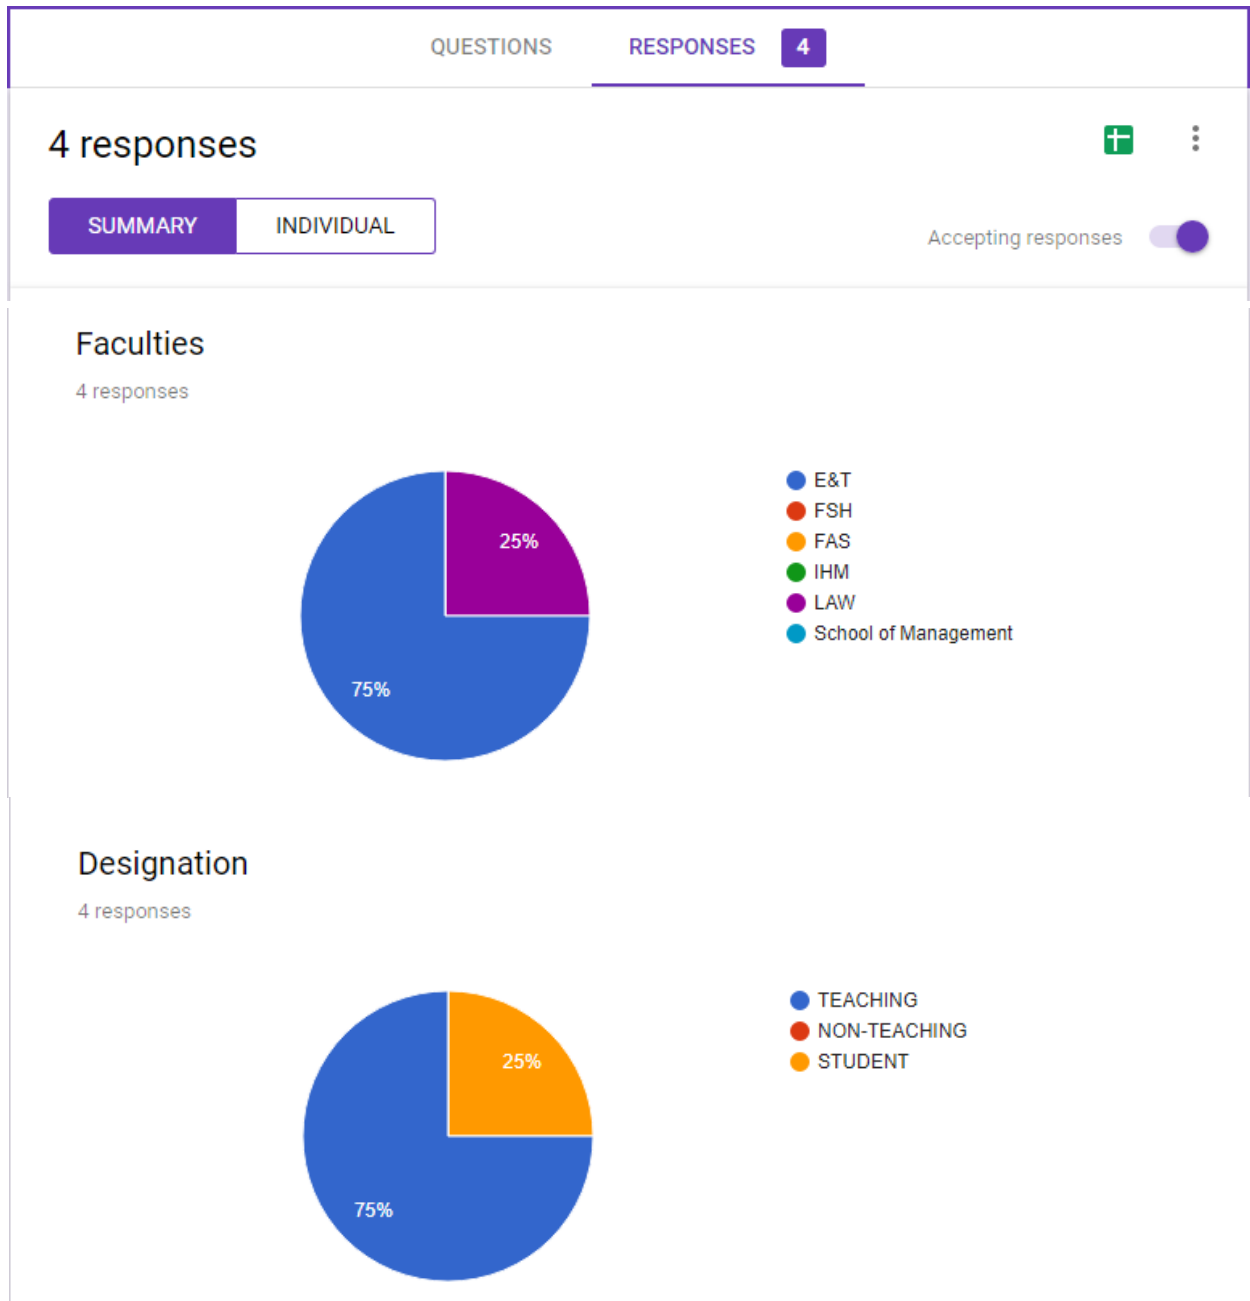 QUESTIONS RESPONSES 4
4 responses
SUMMARY INDIVIDUAL
Accepting responses
Faculties
4 responses
25%
75%
E&T
FSH
FAS
IHM
LAW
School of Management
Designation
4 responses
25%
75%
TEACHING
NON-TEACHING
STUDENT